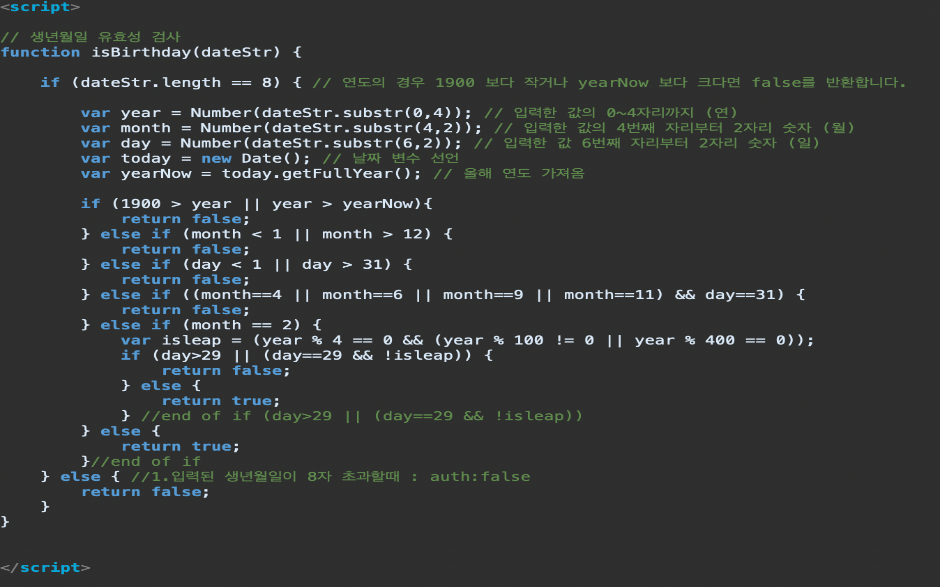 <script>
// 생년월일 유효성 검사
function isBirthday(dateStr) {
if (dateStr.length == 8) { // 연도의 경우 1900 보다 작거나 yearNow 보다 크다면 false를 반환합니다.
var year = Number(dateStr.substr(0,4)); // 입력한 값의 0~4자리까지 (연)
var month = Number(dateStr.substr(4,2)); // 입력한 값의 4번째 자리부터 2자리 숫자 (월)
var day = Number(dateStr.substr(6,2)); // 입력한 값 6번째 자리부터 2자리 숫자 (일)
var today = new Date(); // 날짜 변수 선언
var yearNow = today.getFullYear(); // 올해 연도 가져옴
if (1900 > year || year > yearNow){
return false;
} else if (month < 1 || month > 12) {
return false;
} else if (day < 1 || day > 31) {
return false;
} else if ((month==4 || month==6 || month==9 || month==11) && day==31) {
return false;
} else if (month == 2) {
var isleap = (year % 4 == 0 && (year % 100 != 0 || year % 400 == 0));
if (day>29 || (day==29 && !isleap)) {
return false;
} else {
return true;
} //end of if (day>29 || (day==29 && !isleap))
} else {
return true;
}//end of if
} else { //1.입력된 생년월일이 8자 초과할때 : auth:false
return false;
}
}
</script>